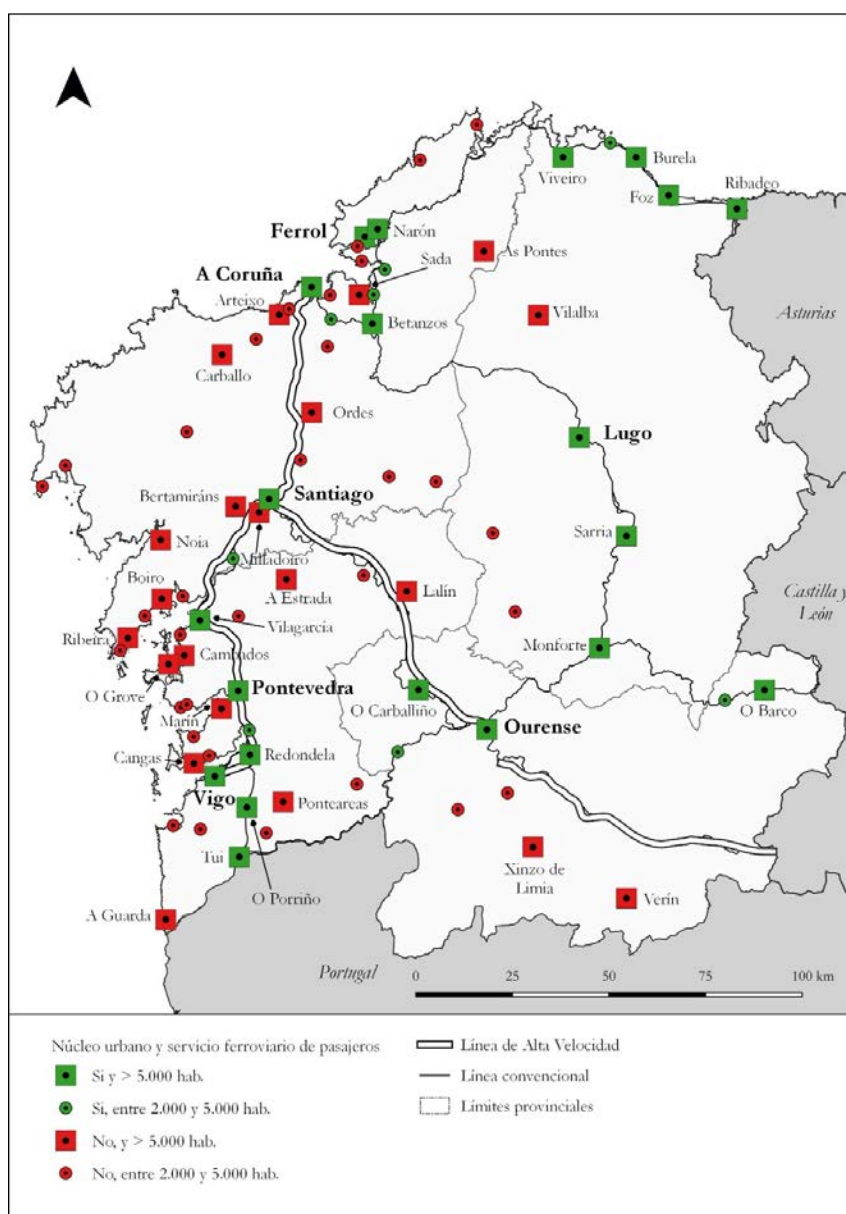 Viveiro
Burela
Foz
Ribadeo
Ferrol
Narón
As Pontes
Sada
A Coruña
Arteixo
Betanzos
Vilalba
Asturias
Carballo
Ordes
Lugo
Santiago
Bertamiráns
Milladoiro
Noia
Sarria
Boiro
A Estrada
Lalín
Castilla y
León
Ribeira
Vilagarcía
Cambados
Monforte
O Grove
Pontevedra
O Carballiño
O Barco
Marín
Ourense
Cangas
Redondela
Vigo
Ponteareas
Tui
O Porriño
Xinzo de
Limia
Verín
A Guarda
Portugal
0 25 50 75 100 km
Núcleo urbano y servicio ferroviario de pasajeros
Si y > 5.000 hab.
Si, entre 2.000 y 5.000 hab.
No, y > 5.000 hab.
No, entre 2.000 y 5.000 hab.
Línea de Alta Velocidad
Línea convencional
Límites provinciales